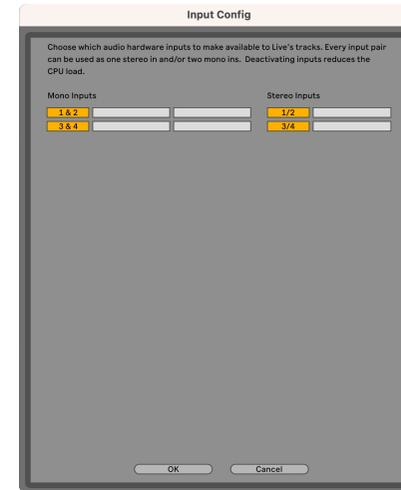 Input Config
Choose which audio hardware inputs to make available to Live's tracks. Every input pair
can be used as one stereo in and/or two mono ins. Deactivating inputs reduces the
CPU load.
Mono Inputs Stereo Inputs
1 & 2 1/2
3 & 4 3/4
OK Cancel